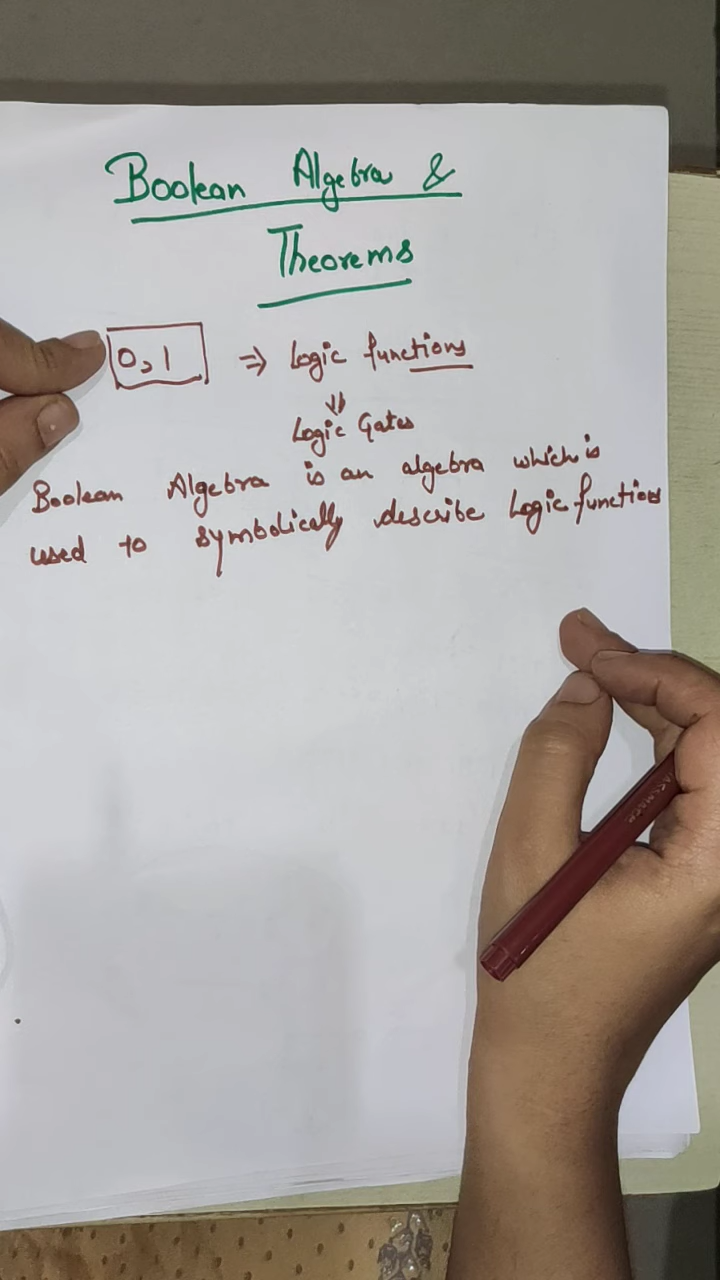 Boolean Algebra &
Theorems
0, 1 ⇒ Logic functions
⇓
Logic Gates
Boolean Algebra is an algebra which is
used to symbolically describe Logic functions